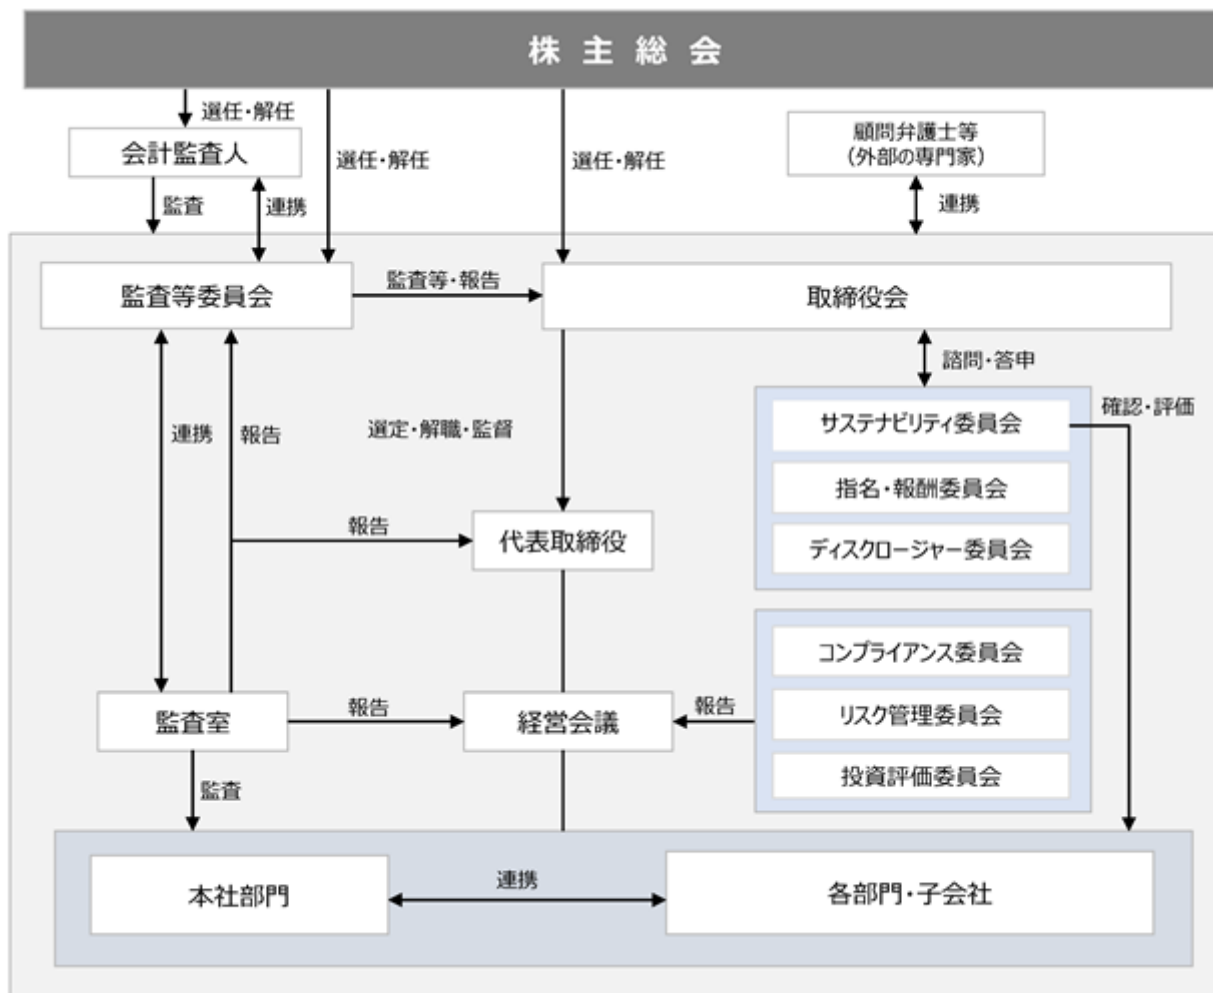 株主総会
選任・解任
会計監査人
選任・解任
選任・解任
顧問弁護士等
（外部の専門家）
監査
連携
連携
監査等委員会
監査等・報告
取締役会
諮問・答申
連携
報告
選定・解職・監督
サステナビリティ委員会
確認・評価
指名・報酬委員会
ディスクロージャー委員会
報告
代表取締役
コンプライアンス委員会
リスク管理委員会
投資評価委員会
監査室
報告
経営会議
報告
監査
本社部門
連携
各部門・子会社